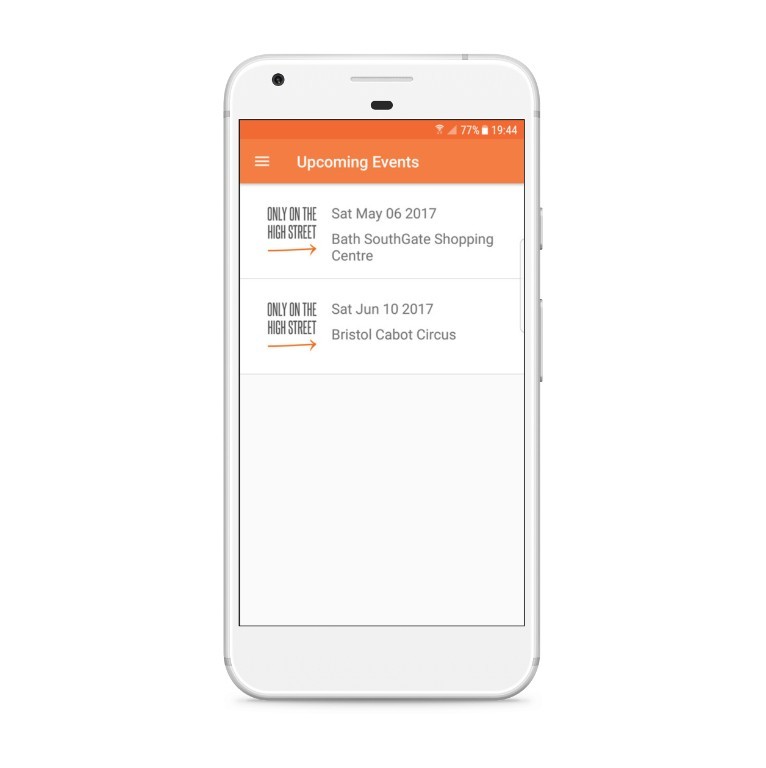 77% 19:44
Upcoming Events
ONLY ON THE
HIGH STREET
Sat May 06 2017
Bath SouthGate Shopping
Centre
ONLY ON THE
HIGH STREET
Sat Jun 10 2017
Bristol Cabot Circus